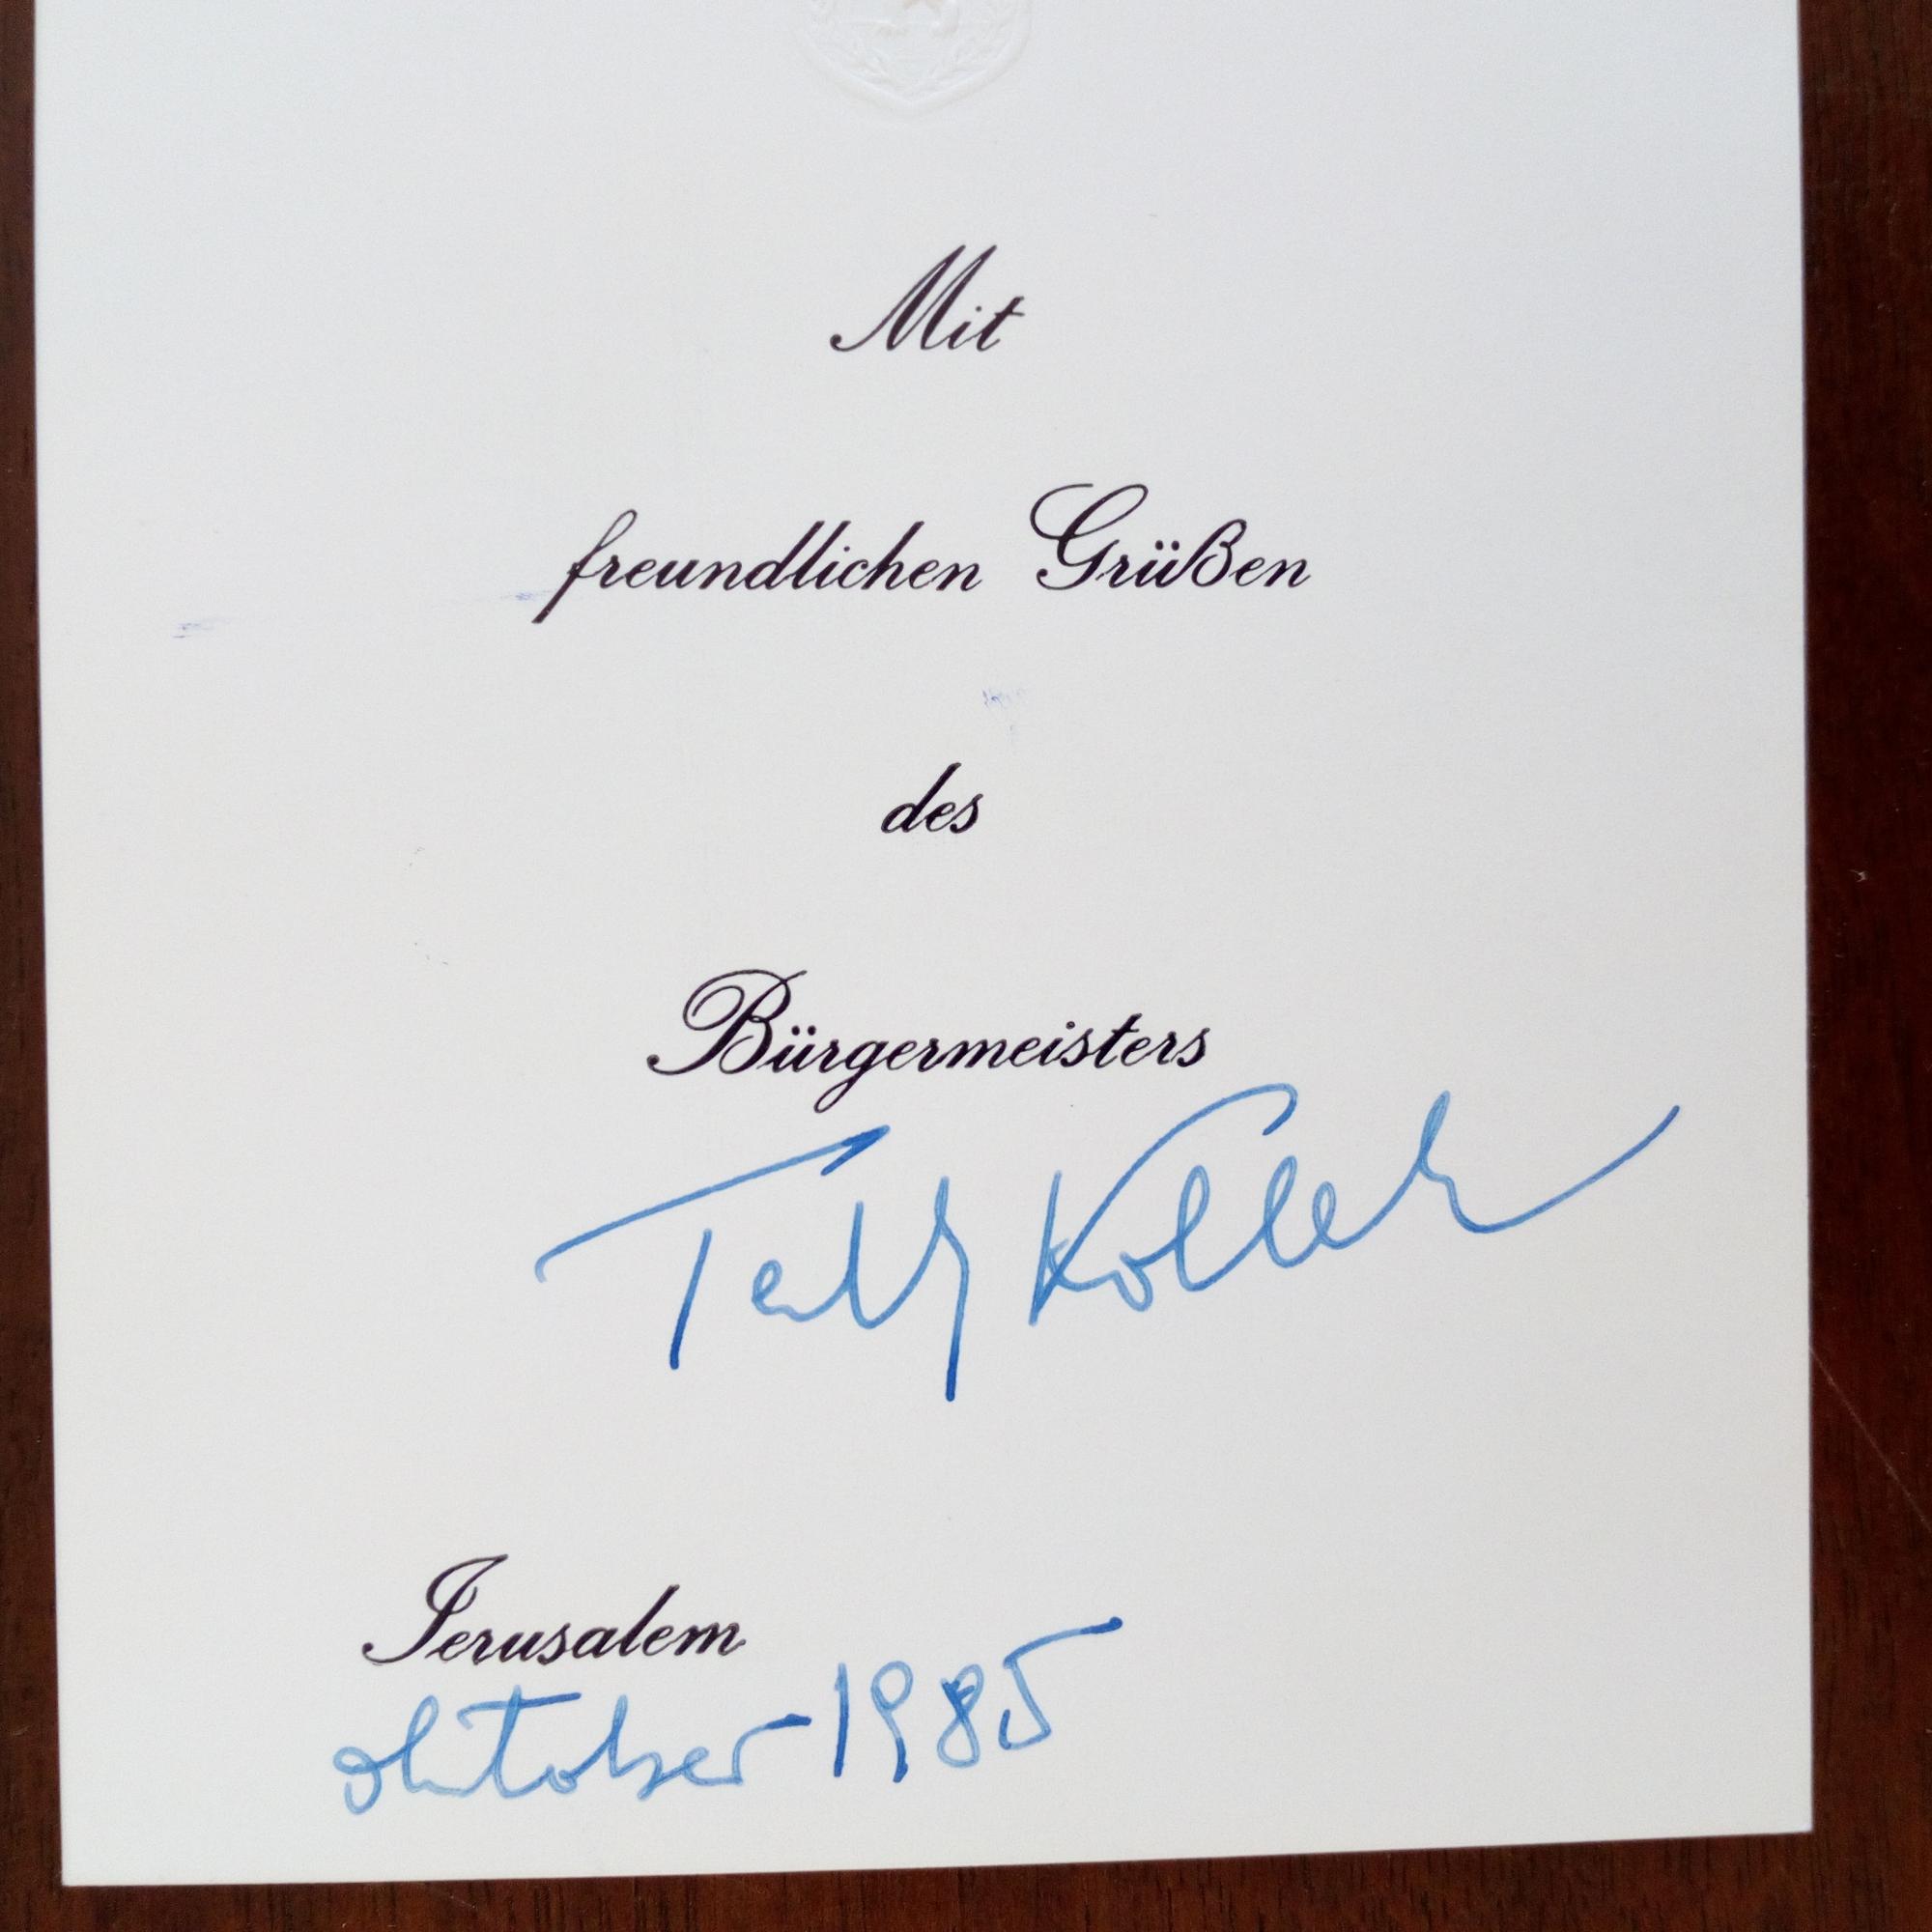 Mit
freundlichen Grüßen
des
Bürgermeisters
Teddy Kollek
Jerusalem
Oktober 1985